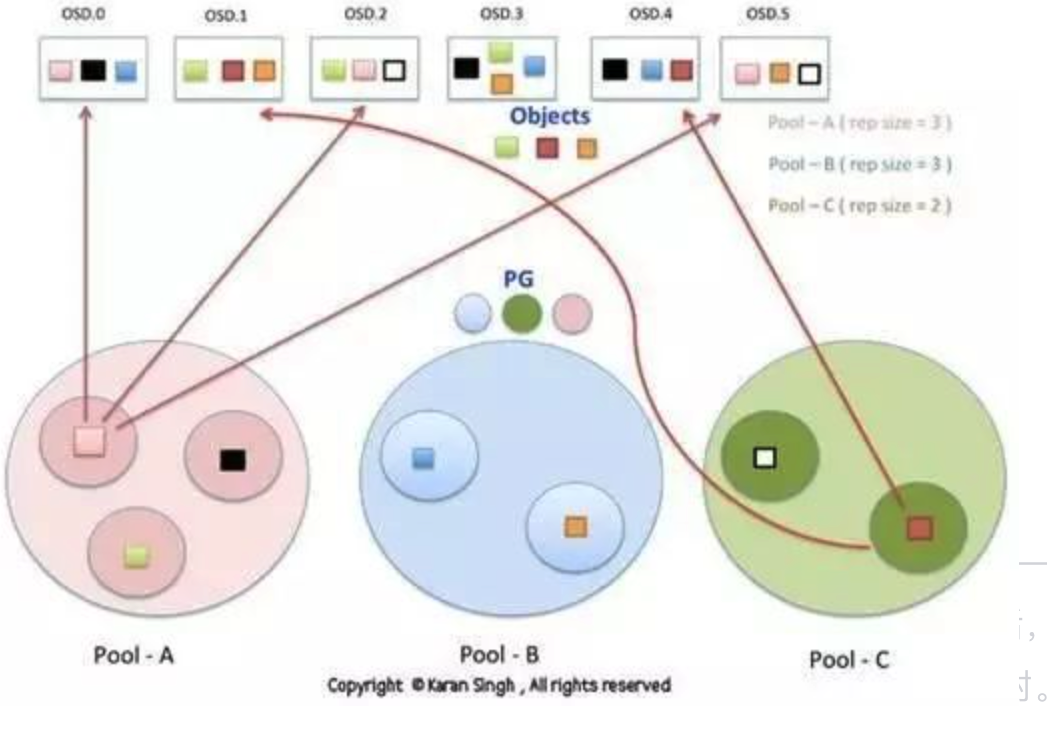 OSD.0 OSD.1 OSD.2 OSD.3 OSD.4 OSD.5
Objects
Pool – A ( rep size = 3 )
Pool – B ( rep size = 3 )
Pool – C ( rep size = 2 )
PG
Pool - A
Pool - B
Pool - C
Copyright © Karan Singh , All rights reserved
，
时。